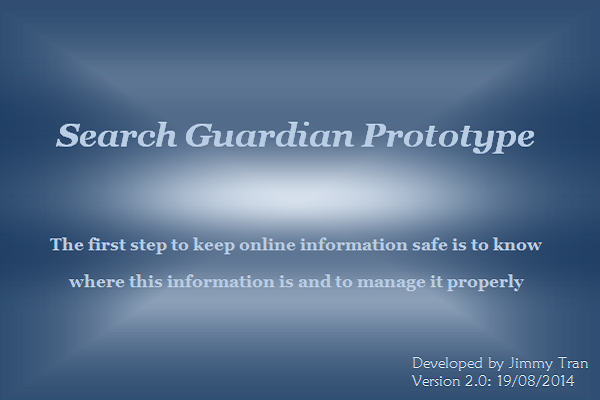 Search Guardian Prototype
The first step to keep online information safe is to know
where this information is and to manage it properly
Developed by Jimmy Tran
Version 2.0: 19/08/2014